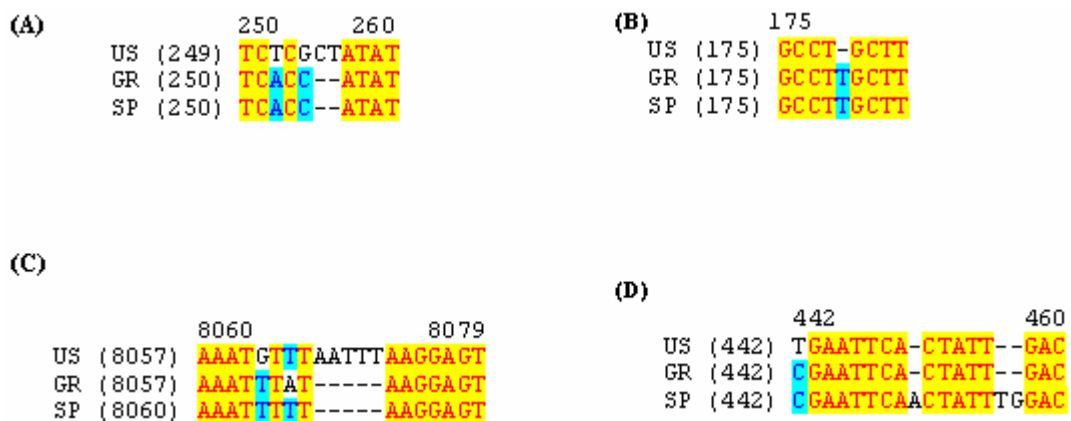 (A)
250 260
US (249) TCTCGCTATAT
GR (250) TCACC--ATAT
SP (250) TCACC--ATAT
(B)
175
US (175) GCCT-GCTT
GR (175) GCCTTGCTT
SP (175) GCCTTGCTT
(C)
8060 8079
US (8057) AAATGTTTAATTTAAGGAGT
GR (8057) AAATTTAT-----AAGGAGT
SP (8060) AAATTTTT-----AAGGAGT
(D)
442 460
US (442) TGAATTCA-CTATT--GAC
GR (442) CGAATTCA-CTATT--GAC
SP (442) CGAATTCAACTATTTGGAC